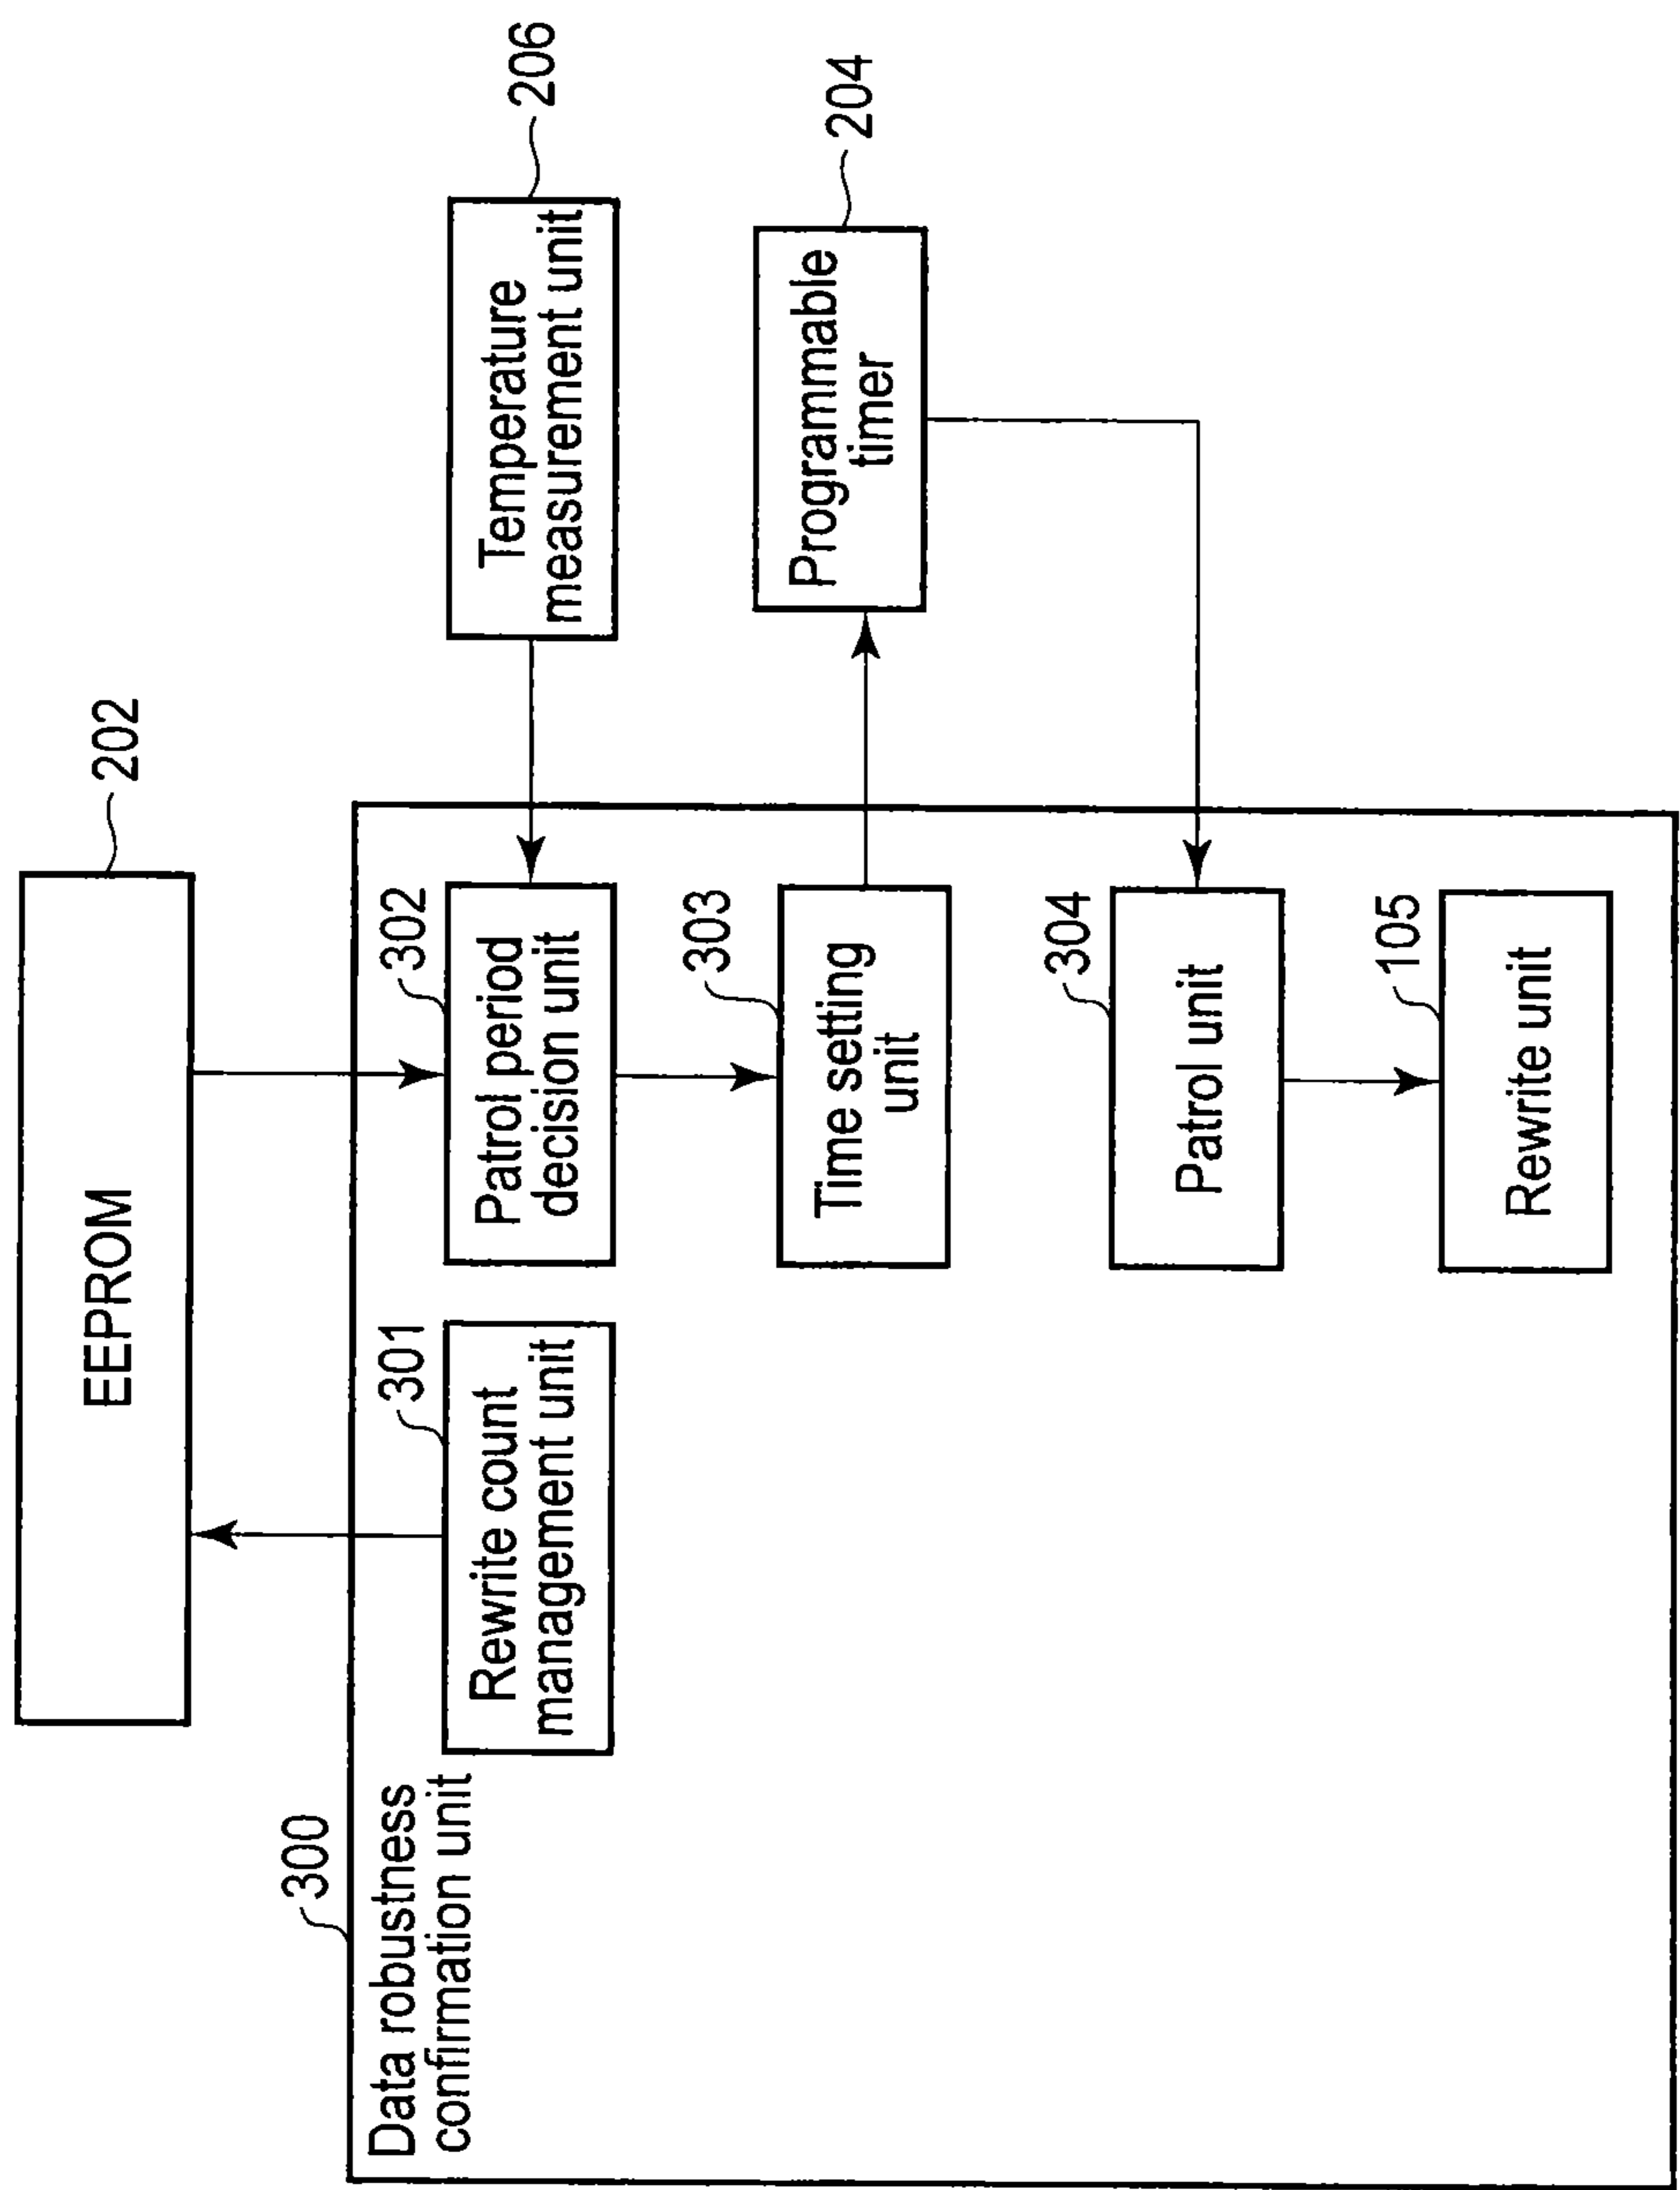 EEPROM
202
300
Data robustness
confirmation unit
301
Rewrite count
management unit
302
Patrol period
decision unit
Temperature
measurement unit
206
303
Time setting
unit
Programmable
timer
204
304
Patrol unit
105
Rewrite unit